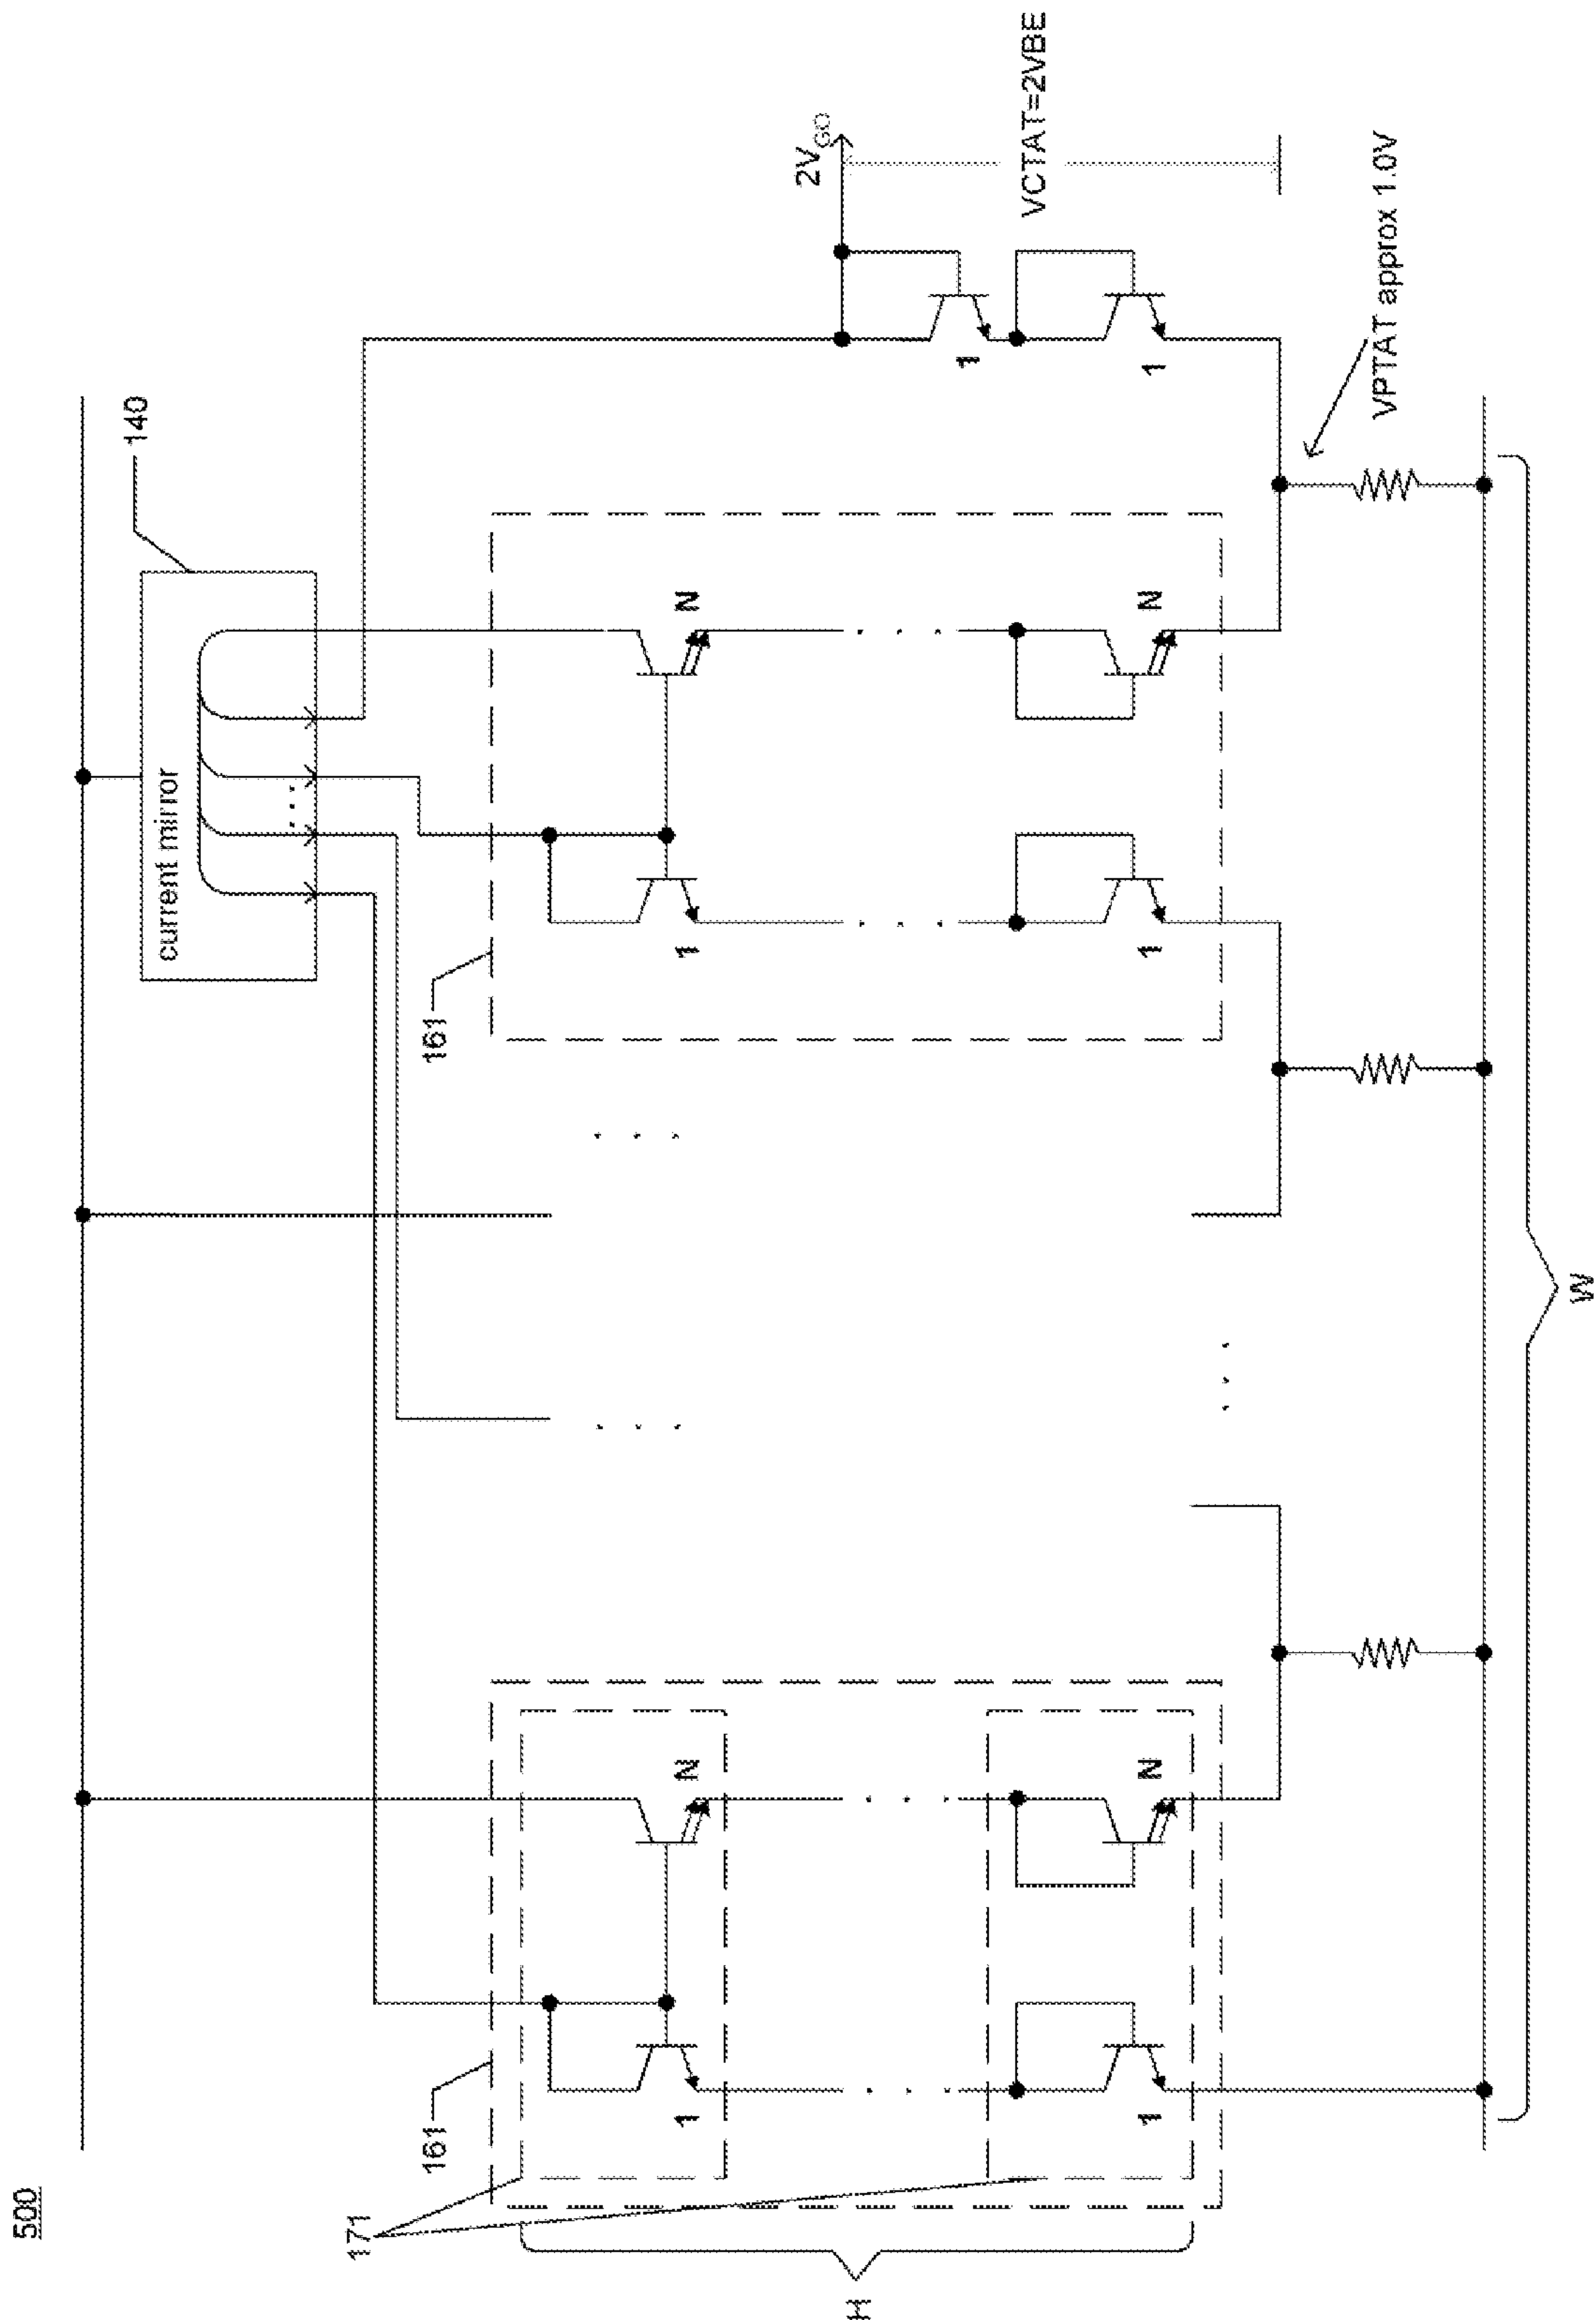 500
140
current mirror
2V_GO
VCTAT=2VBE
VPTAT approx 1.0V
161
1
N
1
N
1
1
161
171
1
N
1
N
H
W